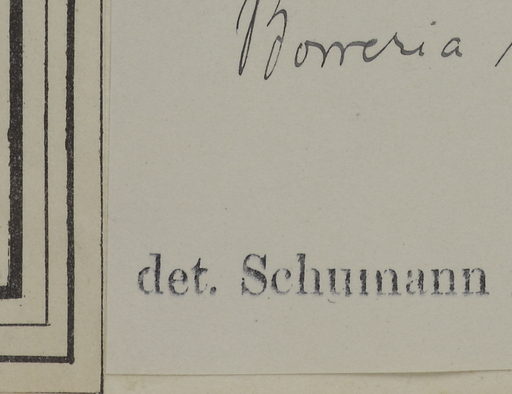 Borreria
det. Schumann